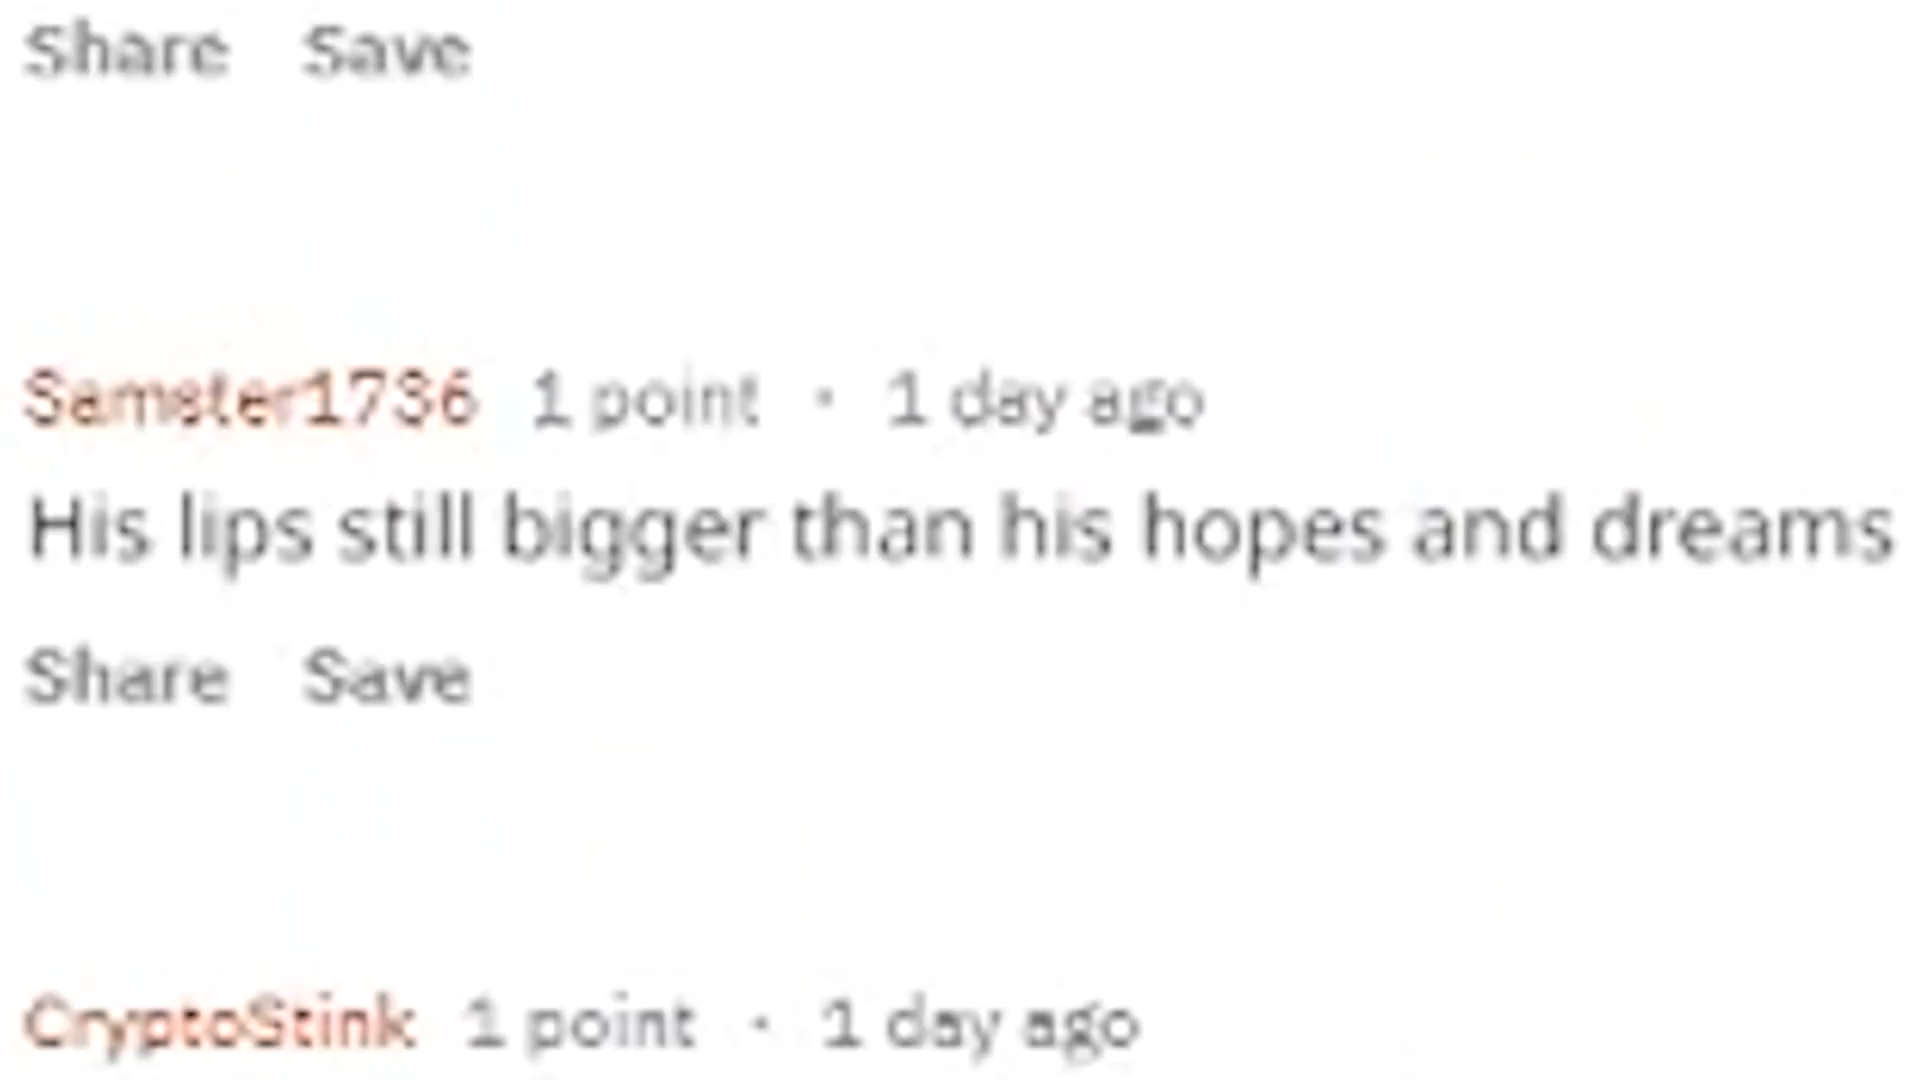 Share Save
Samster1736 1 point · 1 day ago
His lips still bigger than his hopes and dreams
Share Save
CryptoStink 1 point · 1 day ago